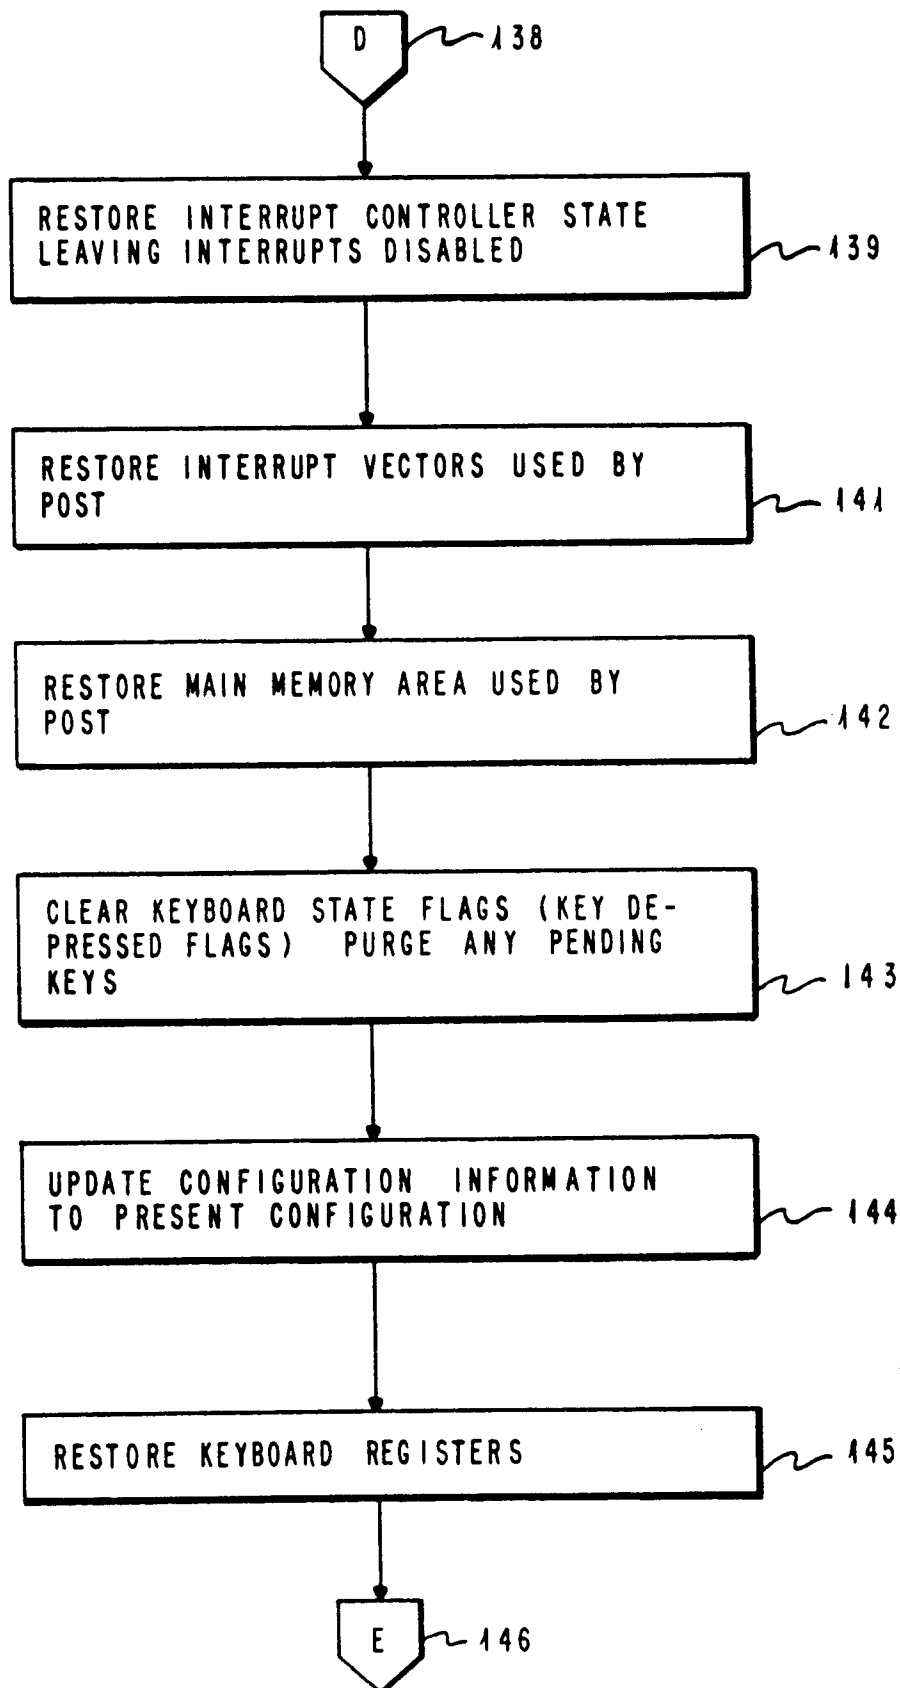 D
138
RESTORE INTERRUPT CONTROLLER STATE
LEAVING INTERRUPTS DISABLED
139
RESTORE INTERRUPT VECTORS USED BY
POST
141
RESTORE MAIN MEMORY AREA USED BY
POST
142
CLEAR KEYBOARD STATE FLAGS (KEY DE-
PRESSED FLAGS) PURGE ANY PENDING
KEYS
143
UPDATE CONFIGURATION INFORMATION
TO PRESENT CONFIGURATION
144
RESTORE KEYBOARD REGISTERS
145
E
146